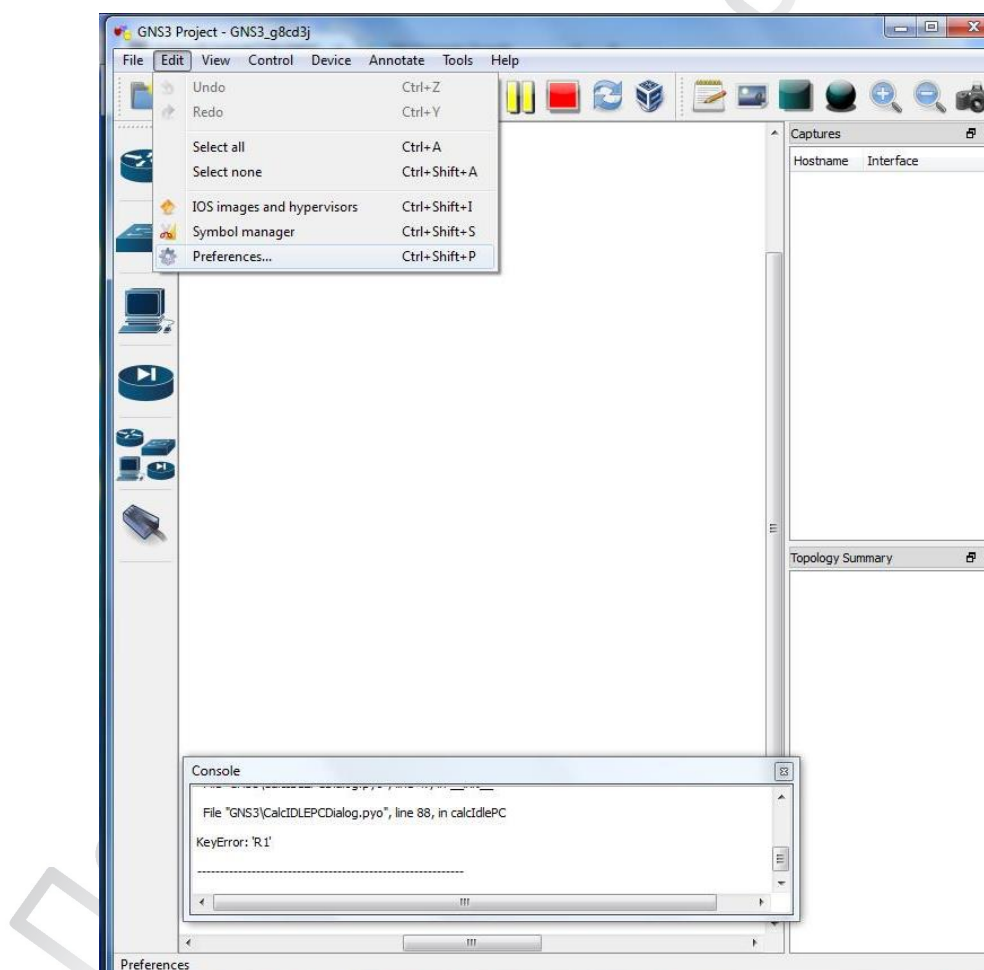 GNS3 Project - GNS3_g8cd3j
File Edit View Control Device Annotate Tools Help
Undo Ctrl+Z
Redo Ctrl+Y
Select all Ctrl+A
Select none Ctrl+Shift+A
IOS images and hypervisors Ctrl+Shift+I
Symbol manager Ctrl+Shift+S
Preferences... Ctrl+Shift+P
Captures
Hostname Interface
Topology Summary
Console
File "GNS3\CalcIDLEPCDialog.pyo", line 88, in calcIdlePC
KeyError: 'R1'
------------------------------------------------------------
Preferences